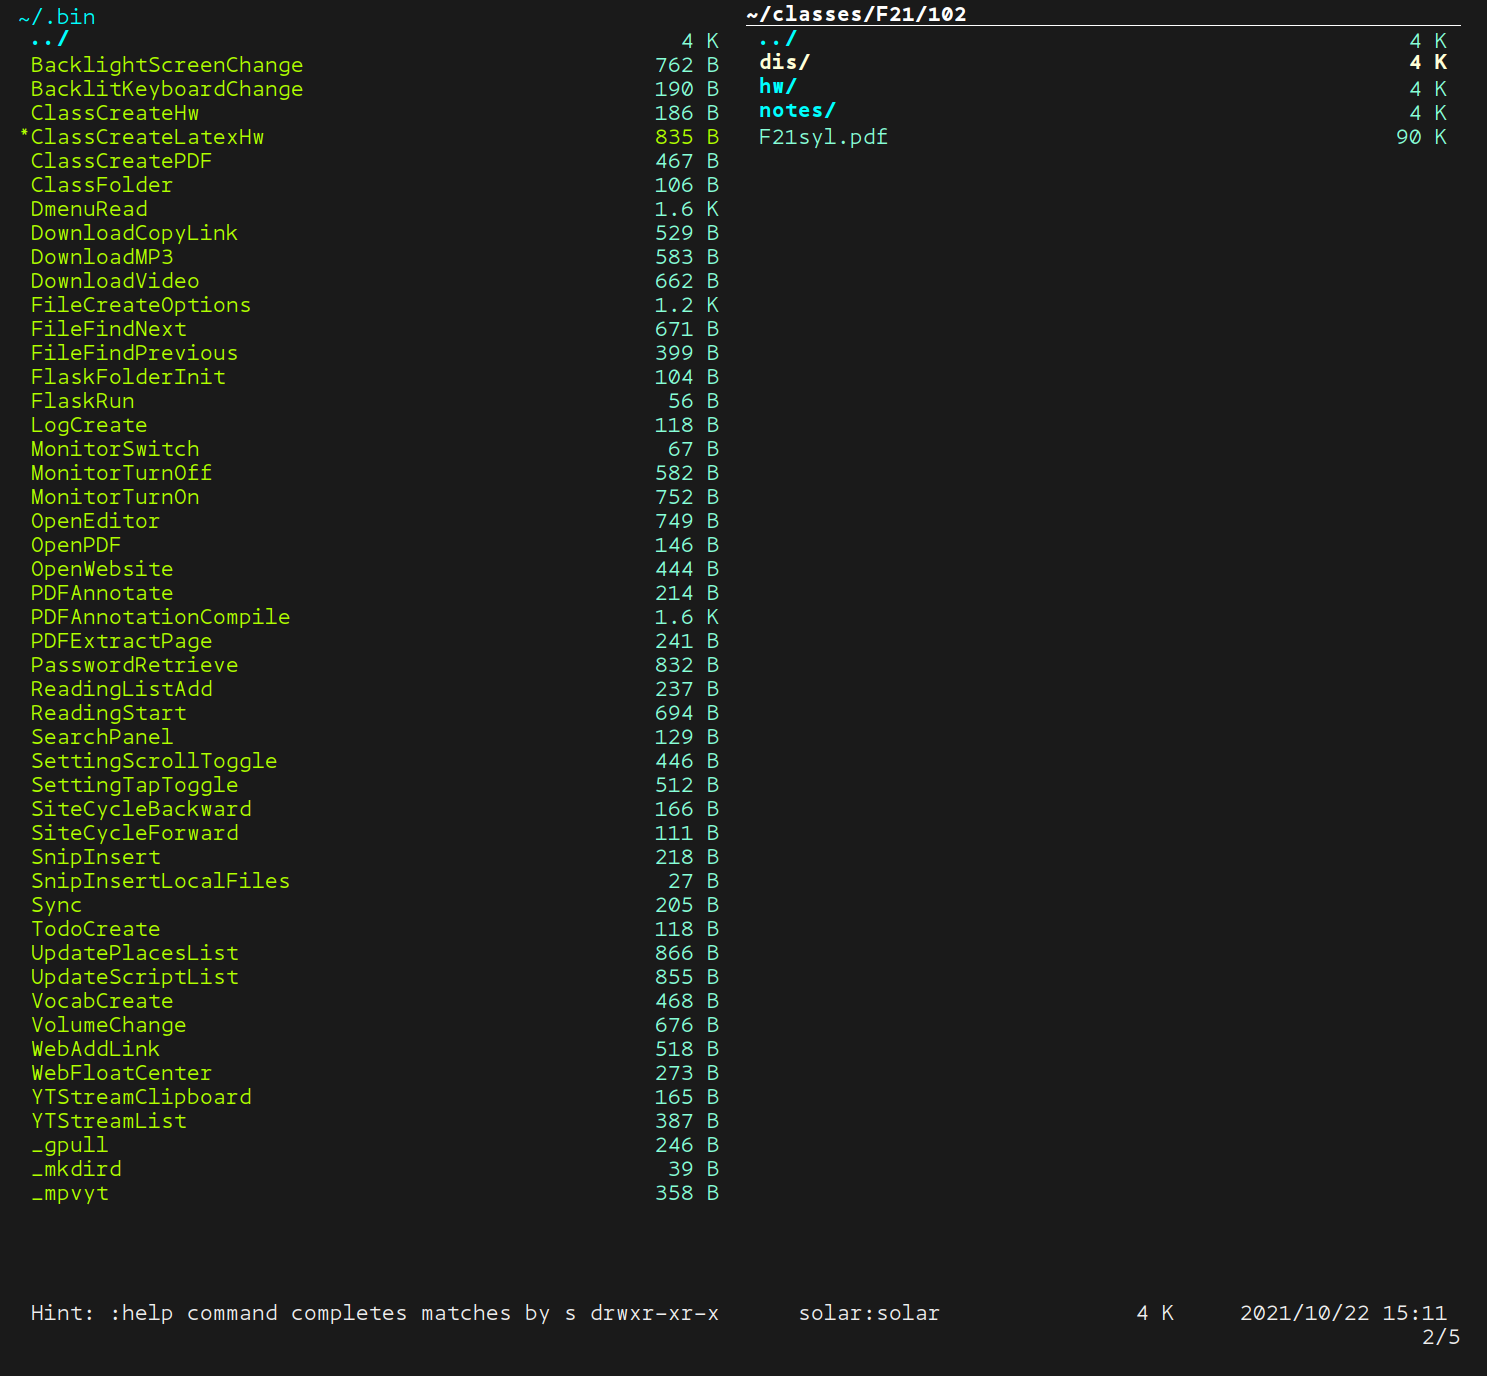 ~/.bin
../ 4 K
BacklightScreenChange 762 B
BacklitKeyboardChange 190 B
ClassCreateHw 186 B
*ClassCreateLatexHw 835 B
ClassCreatePDF 467 B
ClassFolder 106 B
DmenuRead 1.6 K
DownloadCopyLink 529 B
DownloadMP3 583 B
DownloadVideo 662 B
FileCreateOptions 1.2 K
FileFindNext 671 B
FileFindPrevious 399 B
FlaskFolderInit 104 B
FlaskRun 56 B
LogCreate 118 B
MonitorSwitch 67 B
MonitorTurnOff 582 B
MonitorTurnOn 752 B
OpenEditor 749 B
OpenPDF 146 B
OpenWebsite 444 B
PDFAnnotate 214 B
PDFAnnotationCompile 1.6 K
PDFExtractPage 241 B
PasswordRetrieve 832 B
ReadingListAdd 237 B
ReadingStart 694 B
SearchPanel 129 B
SettingScrollToggle 446 B
SettingTapToggle 512 B
SiteCycleBackward 166 B
SiteCycleForward 111 B
SnipInsert 218 B
SnipInsertLocalFiles 27 B
Sync 205 B
TodoCreate 118 B
UpdatePlacesList 866 B
UpdateScriptList 855 B
VocabCreate 468 B
VolumeChange 676 B
WebAddLink 518 B
WebFloatCenter 273 B
YTStreamClipboard 165 B
YTStreamList 387 B
_gpull 246 B
_mkdird 39 B
_mpvyt 358 B
~/classes/F21/102
../ 4 K
dis/ 4 K
hw/ 4 K
notes/ 4 K
F21syl.pdf 90 K
Hint: :help command completes matches by s drwxr-xr-x solar:solar 4 K 2021/10/22 15:11
2/5